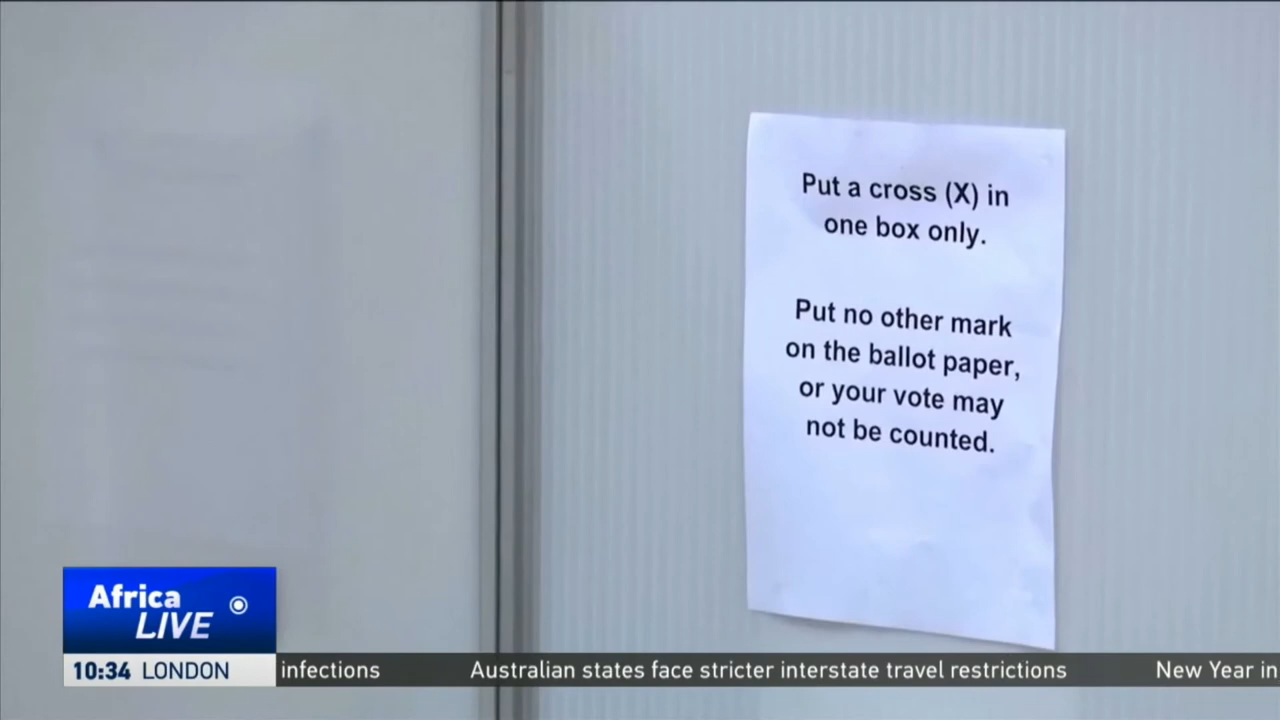 Put a cross (X) in
one box only.
Put no other mark
on the ballot paper,
or your vote may
not be counted.
Africa
LIVE
10:34 LONDON
infections Australian states face stricter interstate travel restrictions New Year in